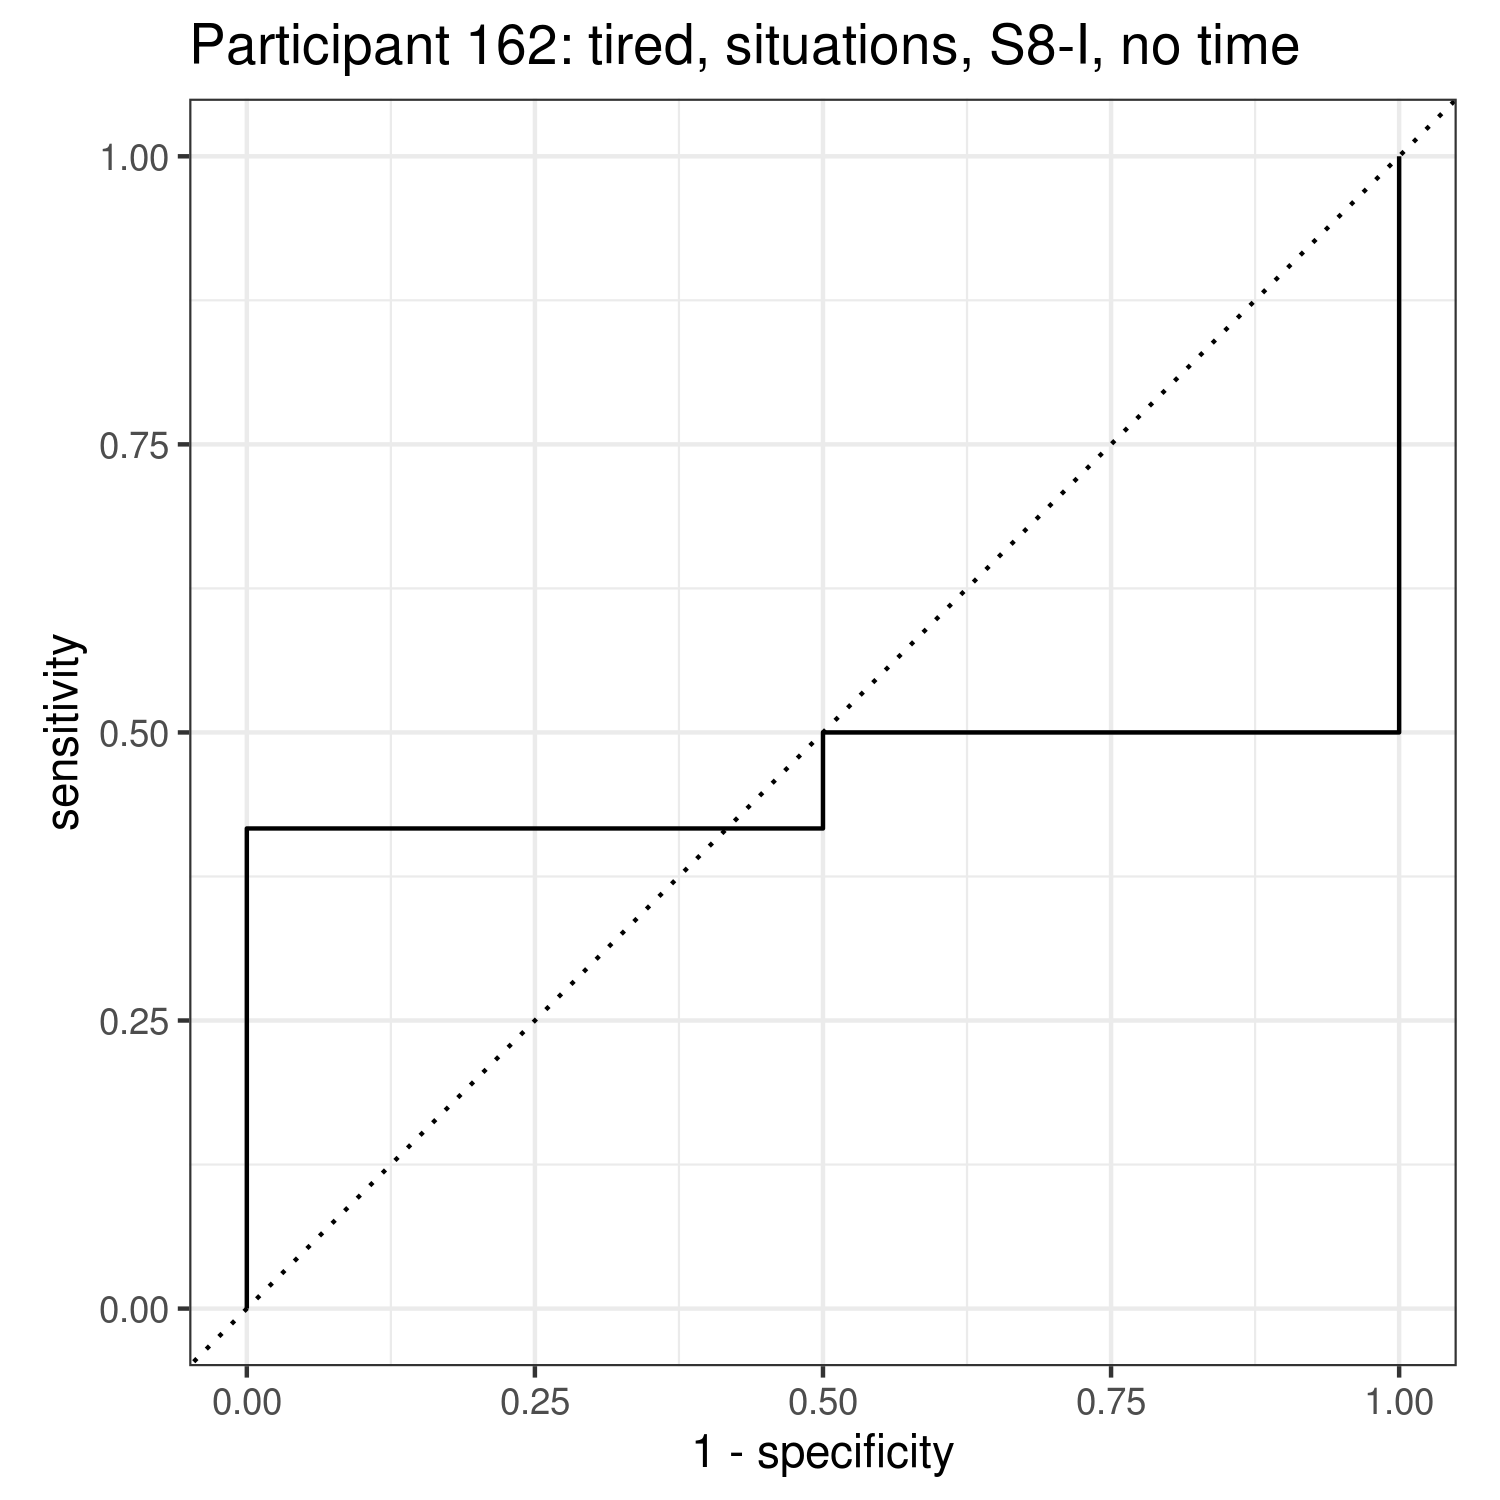 Participant 162: tired, situations, S8-I, no time
1.00
0.75
0.50
0.25
0.00
sensitivity
0.00 0.25 0.50 0.75 1.00
1 - specificity